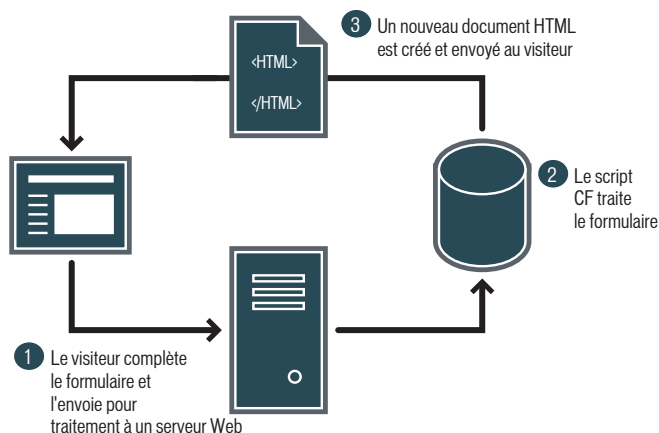 3 Un nouveau document HTML
est créé et envoyé au visiteur
<HTML>
</HTML>
2 Le script
CF traite
le formulaire
1 Le visiteur complète
le formulaire et
l'envoie pour
traitement à un serveur Web